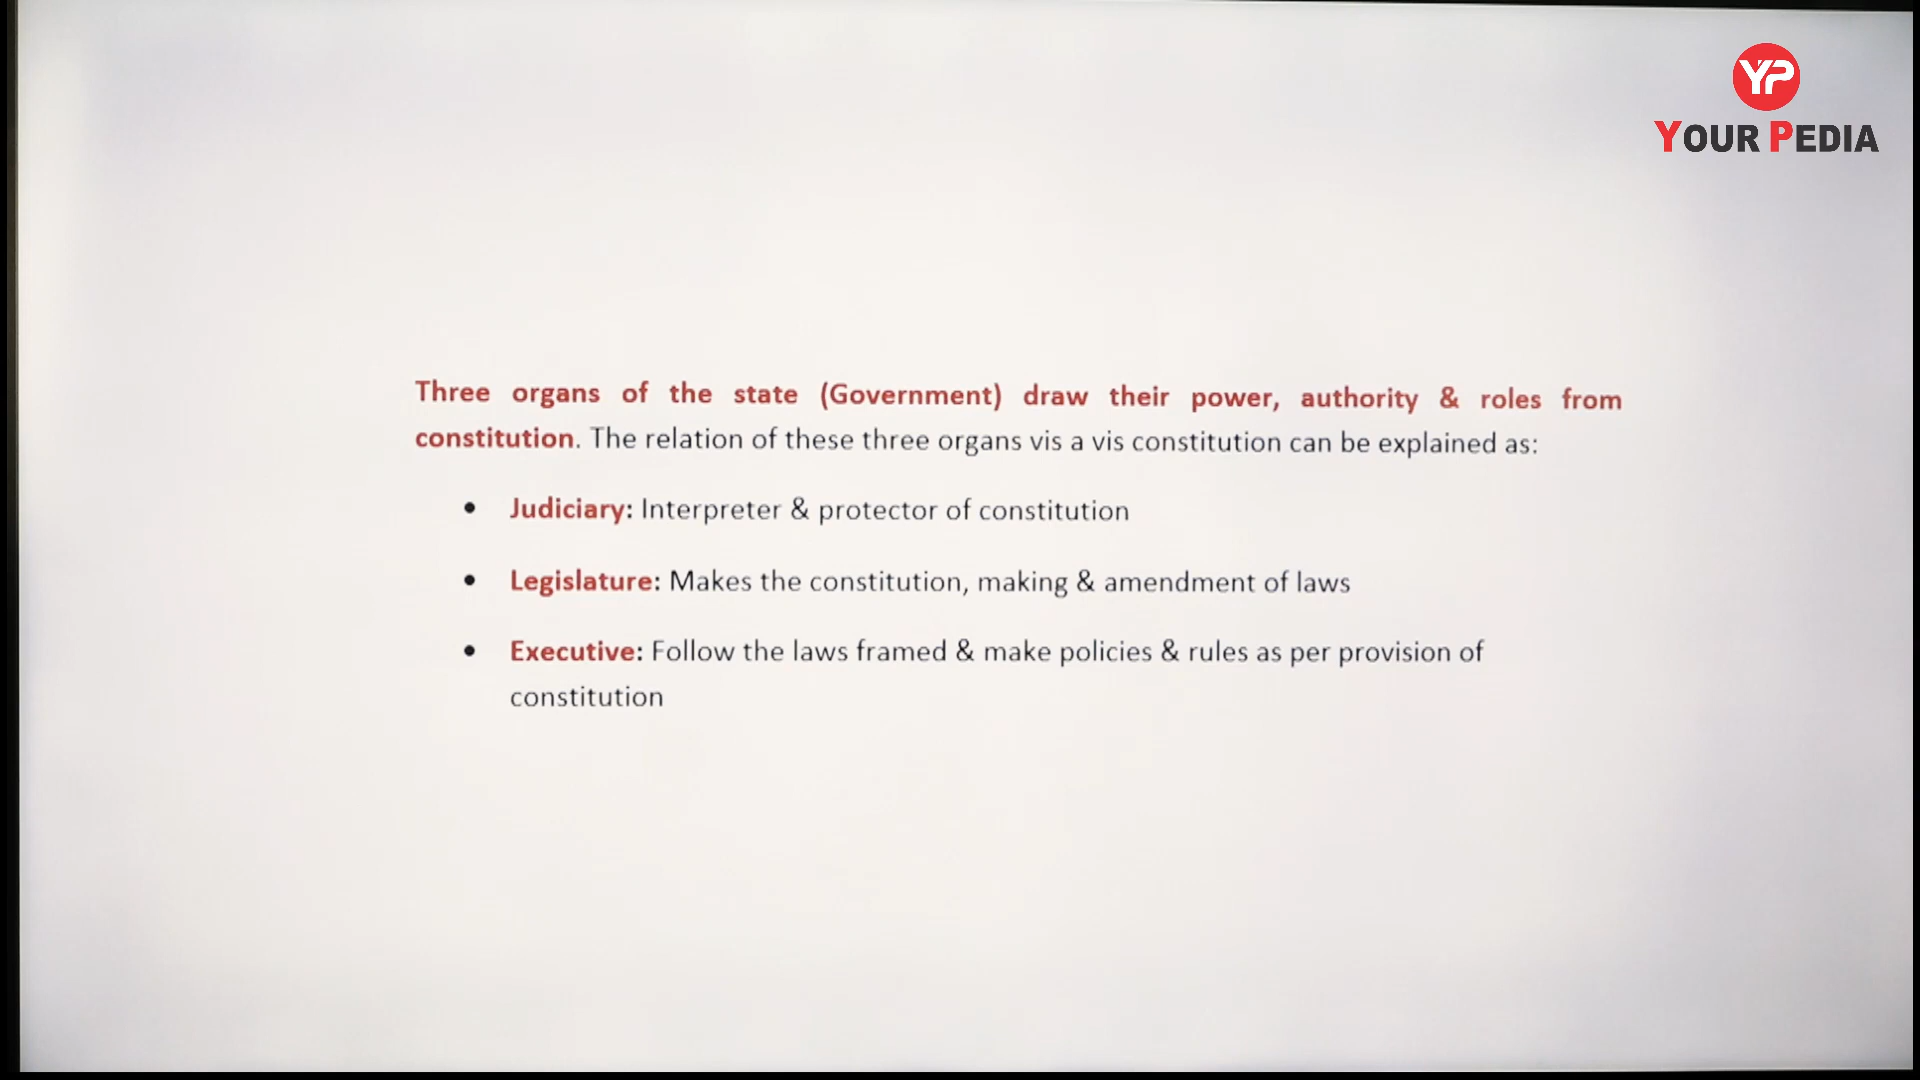 YP
YOUR PEDIA
Three organs of the state (Government) draw their power, authority & roles from
constitution. The relation of these three organs vis a vis constitution can be explained as:
• Judiciary: Interpreter & protector of constitution
• Legislature: Makes the constitution, making & amendment of laws
• Executive: Follow the laws framed & make policies & rules as per provision of
constitution